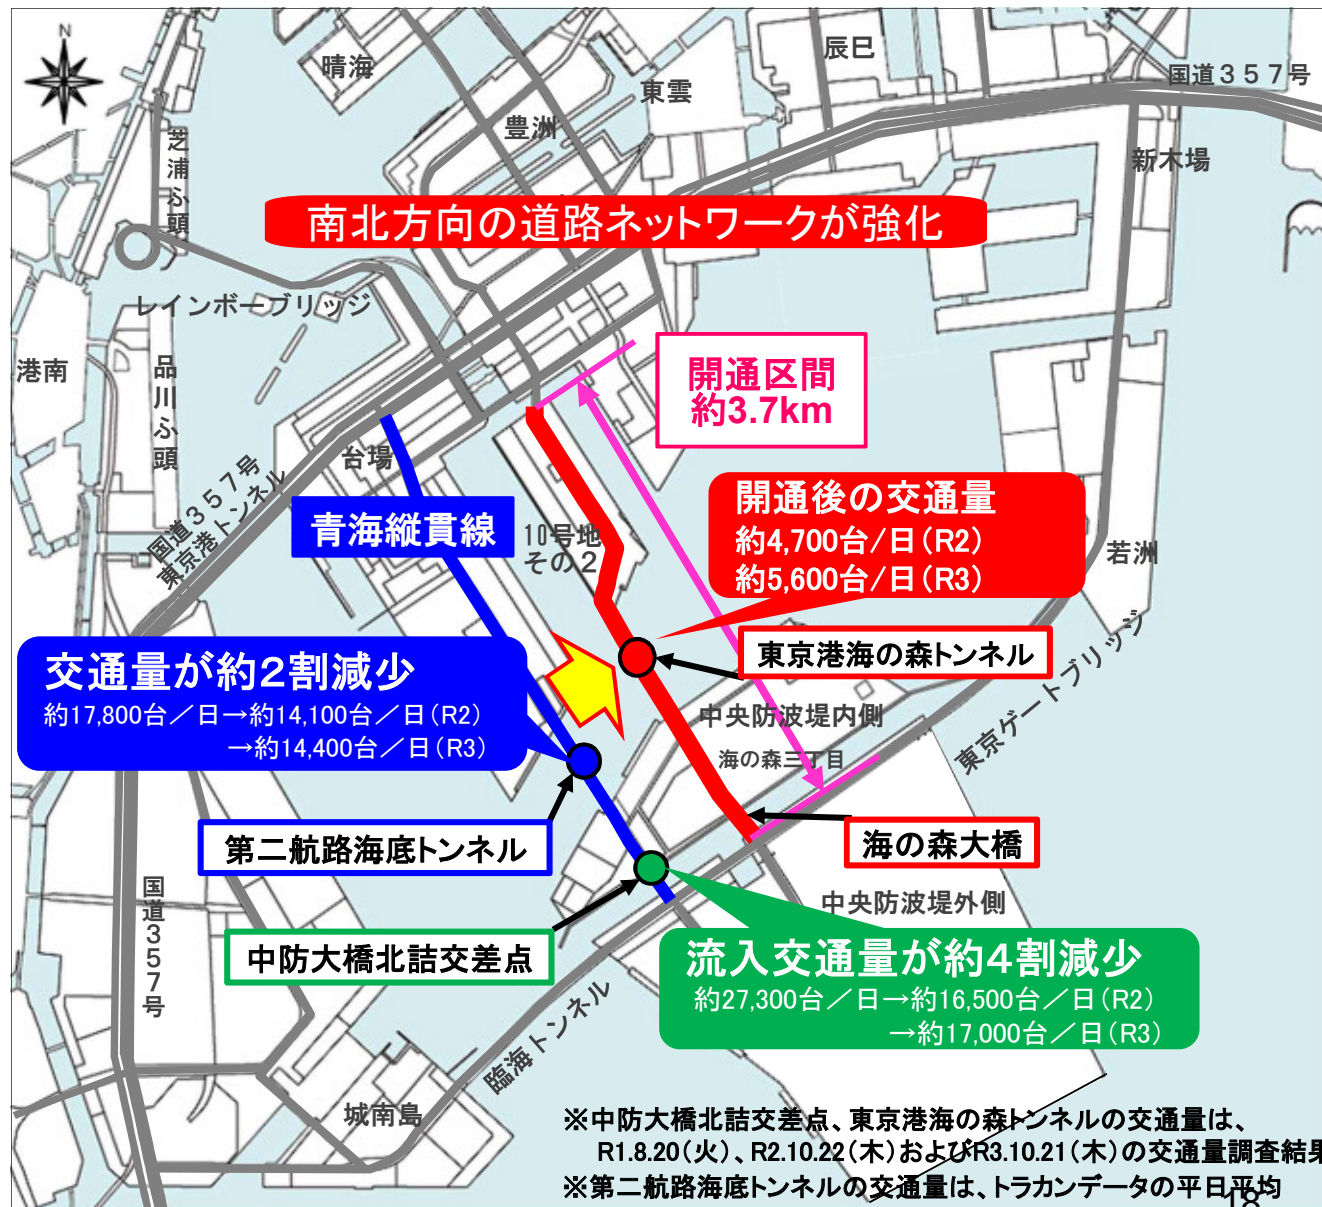 N
晴海
辰巳
国道３５７号
東雲
豊洲
芝浦ふ頭
新木場
南北方向の道路ネットワークが強化
レインボーブリッジ
港南
品川ふ頭
開通区間
約3.7km
台場
国道３５７号
東京港トンネル
青海縦貫線
10号地
その２
開通後の交通量
約4,700台/日（R2）
約5,600台/日（R3）
若洲
東京港海の森トンネル
交通量が約2割減少
約17,800台／日→約14,100台／日（R2）
→約14,400台／日（R3）
中央防波堤内側
海の森三丁目
東京ゲートブリッジ
第二航路海底トンネル
海の森大橋
国道357号
中央防波堤外側
中防大橋北詰交差点
流入交通量が約4割減少
約27,300台／日→約16,500台／日（R2）
→約17,000台／日（R3）
臨海トンネル
城南島
※中防大橋北詰交差点、東京港海の森トンネルの交通量は、
R1.8.20（火）、R2.10.22（木）およびR3.10.21（木）の交通量調査結果
※第二航路海底トンネルの交通量は、トラカンデータの平日平均
18